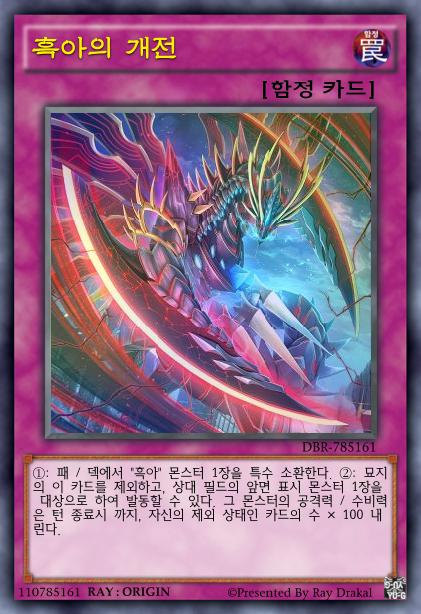 흑아의 개전
함정
罠
[함정 카드]
DBR-785161
①: 패 / 덱에서 "흑아" 몬스터 1장을 특수 소환한다. ②: 묘지
의 이 카드를 제외하고, 상대 필드의 앞면 표시 몬스터 1장을
대상으로 하여 발동할 수 있다. 그 몬스터의 공격력 / 수비력
은 턴 종료시 까지, 자신의 제외 상태인 카드의 수 × 100 내
린다.
110785161 RAY : ORIGIN ©Presented By Ray Drakal